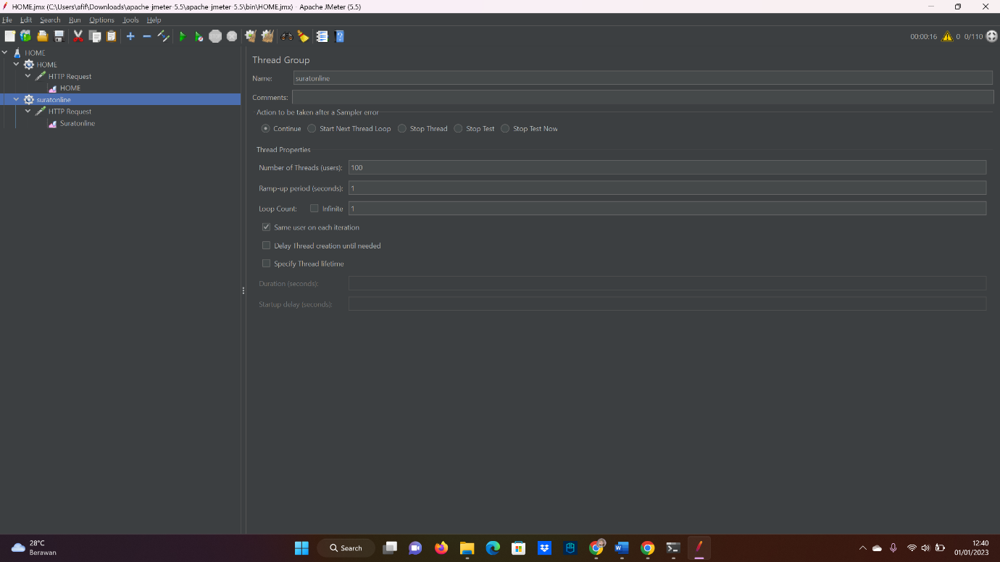 HOME.jmx (C:\Users\afif\Downloads\apache-jmeter-5.5\apache-jmeter-5.5\bin\HOME.jmx) - Apache JMeter (5.5)
File Edit Search Run Options Tools Help
00:00:16 0 0/110
HOME
HOME
HTTP Request
HOME
suratonline
HTTP Request
Suratonline
Thread Group
Name: suratonline
Comments:
Action to be taken after a Sampler error
Continue Start Next Thread Loop Stop Thread Stop Test Stop Test Now
Thread Properties
Number of Threads (users): 100
Ramp-up period (seconds): 1
Loop Count: Infinite 1
Same user on each iteration
Delay Thread creation until needed
Specify Thread lifetime
Duration (seconds):
Startup delay (seconds):
28°C
Berawan
Search
12:40
01/01/2023